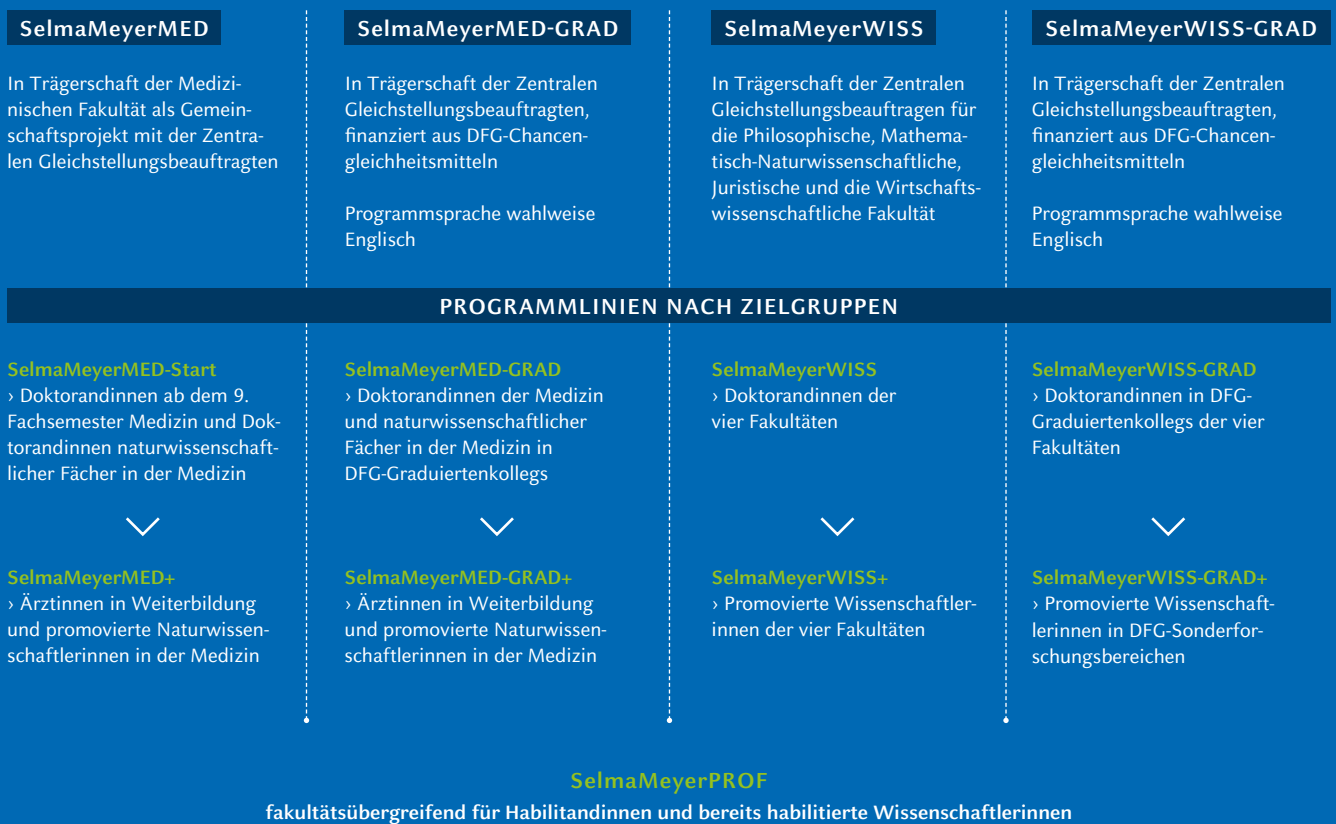 SelmaMeyerMED
In Trägerschaft der Medizi-
nischen Fakultät als Gemein-
schaftsprojekt mit der Zentra-
len Gleichstellungsbeauftragten
SelmaMeyerMED-GRAD
In Trägerschaft der Zentralen
Gleichstellungsbeauftragten,
finanziert aus DFG-Chancen-
gleichheitsmitteln
Programmsprache wahlweise
Englisch
SelmaMeyerWISS
In Trägerschaft der Zentralen
Gleichstellungsbeauftragen für
die Philosophische, Mathema-
tisch-Naturwissenschaftliche,
Juristische und die Wirtschafts-
wissenschaftliche Fakultät
SelmaMeyerWISS-GRAD
In Trägerschaft der Zentralen
Gleichstellungsbeauftragten,
finanziert aus DFG-Chancen-
gleichheitsmitteln
Programmsprache wahlweise
Englisch
PROGRAMMLINIEN NACH ZIELGRUPPEN
SelmaMeyerMED-Start
› Doktorandinnen ab dem 9.
Fachsemester Medizin und Dok-
torandinnen naturwissenschaft-
licher Fächer in der Medizin
SelmaMeyerMED+
› Ärztinnen in Weiterbildung
und promovierte Naturwissen-
schaftlerinnen in der Medizin
SelmaMeyerMED-GRAD
› Doktorandinnen der Medizin
und naturwissenschaftlicher
Fächer in der Medizin in
DFG-Graduiertenkollegs
SelmaMeyerMED-GRAD+
› Ärztinnen in Weiterbildung
und promovierte Naturwissen-
schaftlerinnen in der Medizin
SelmaMeyerWISS
› Doktorandinnen der
vier Fakultäten
SelmaMeyerWISS+
› Promovierte Wissenschaftler-
innen der vier Fakultäten
SelmaMeyerWISS-GRAD
› Doktorandinnen in DFG-
Graduiertenkollegs der vier
Fakultäten
SelmaMeyerWISS-GRAD+
› Promovierte Wissenschaft-
lerinnen in DFG-Sonderfor-
schungsbereichen
SelmaMeyerPROF
fakultätsübergreifend für Habilitandinnen und bereits habilitierte Wissenschaftlerinnen